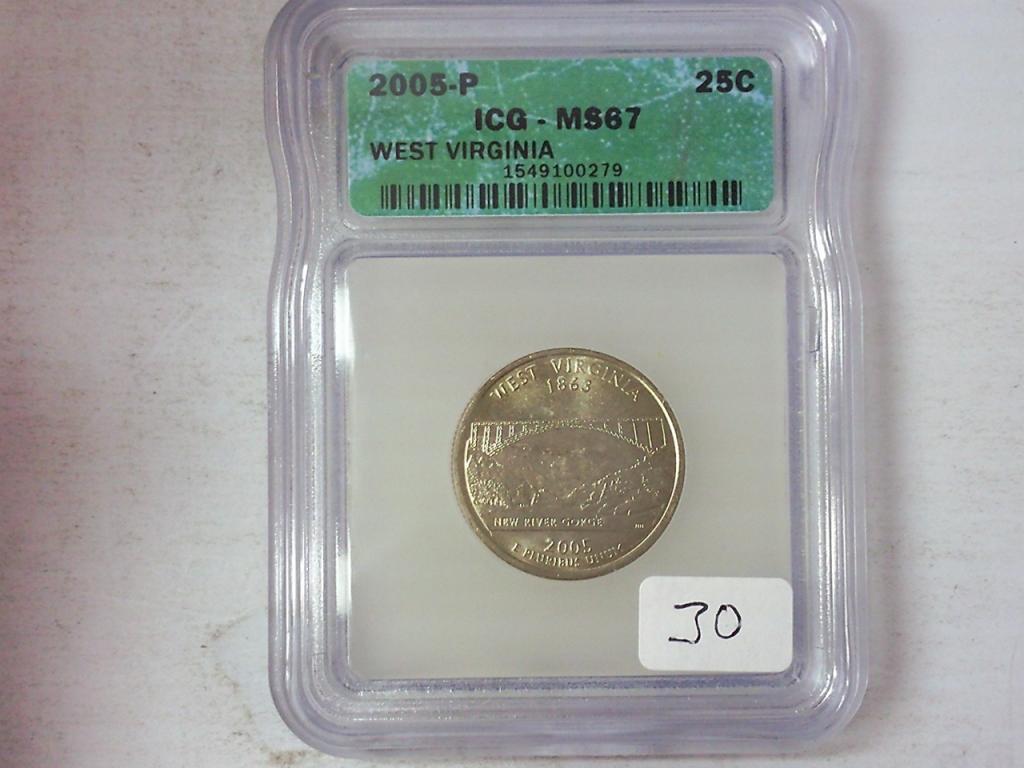 2005-P 25C
ICG - MS67
WEST VIRGINIA
1549100279
WEST VIRGINIA
1863
NEW RIVER GORGE
2005
E PLURIBUS UNUM
30